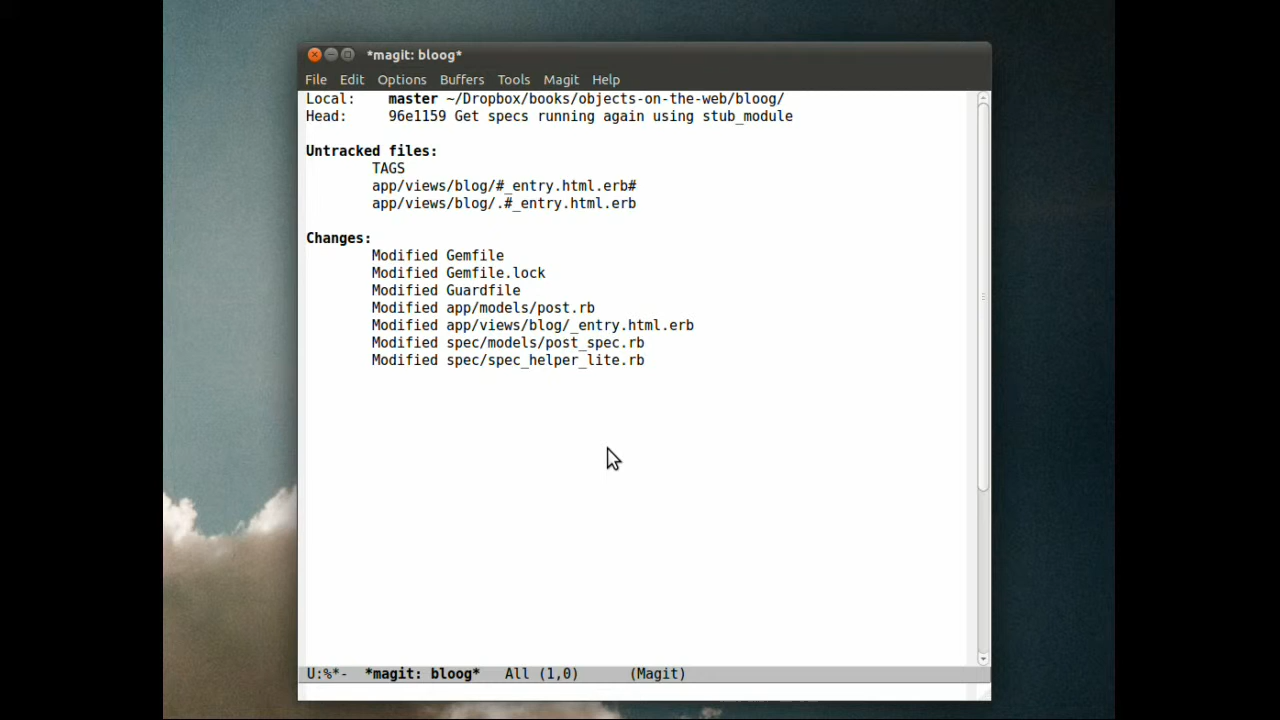 *magit: bloog*
File Edit Options Buffers Tools Magit Help
Local: master ~/Dropbox/books/objects-on-the-web/bloog/
Head: 96e1159 Get specs running again using stub_module
Untracked files:
TAGS
app/views/blog/#_entry.html.erb#
app/views/blog/.#_entry.html.erb
Changes:
Modified Gemfile
Modified Gemfile.lock
Modified Guardfile
Modified app/models/post.rb
Modified app/views/blog/_entry.html.erb
Modified spec/models/post_spec.rb
Modified spec/spec_helper_lite.rb
U:%*- *magit: bloog* All (1,0) (Magit)